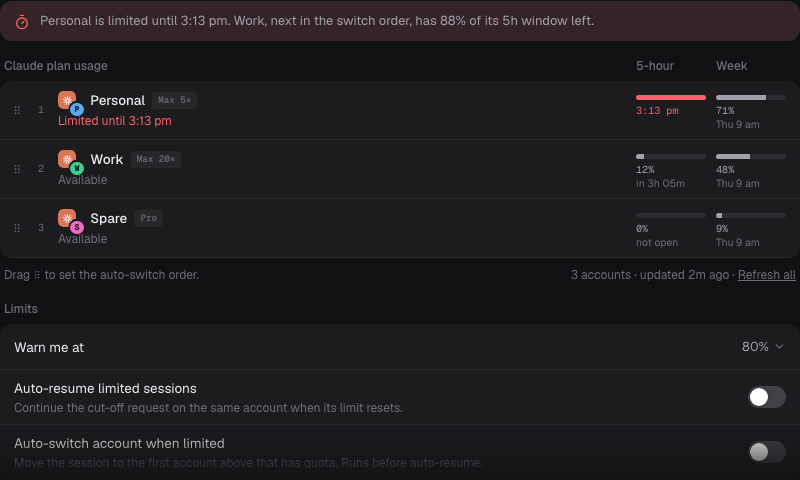 Personal is limited until 3:13 pm. Work, next in the switch order, has 88% of its 5h window left.
Claude plan usage 5-hour Week
1 P Personal Max 5× 3:13 pm 71%
Limited until 3:13 pm Thu 9 am
2 W Work Max 20× 12% 48%
Available in 3h 05m Thu 9 am
3 S Spare Pro 0% 9%
Available not open Thu 9 am
Drag ⠿ to set the auto-switch order. 3 accounts · updated 2m ago · Refresh all
Limits
Warn me at 80%
Auto-resume limited sessions
Continue the cut-off request on the same account when its limit resets.
Auto-switch account when limited
Move the session to the first account above that has quota. Runs before auto-resume.